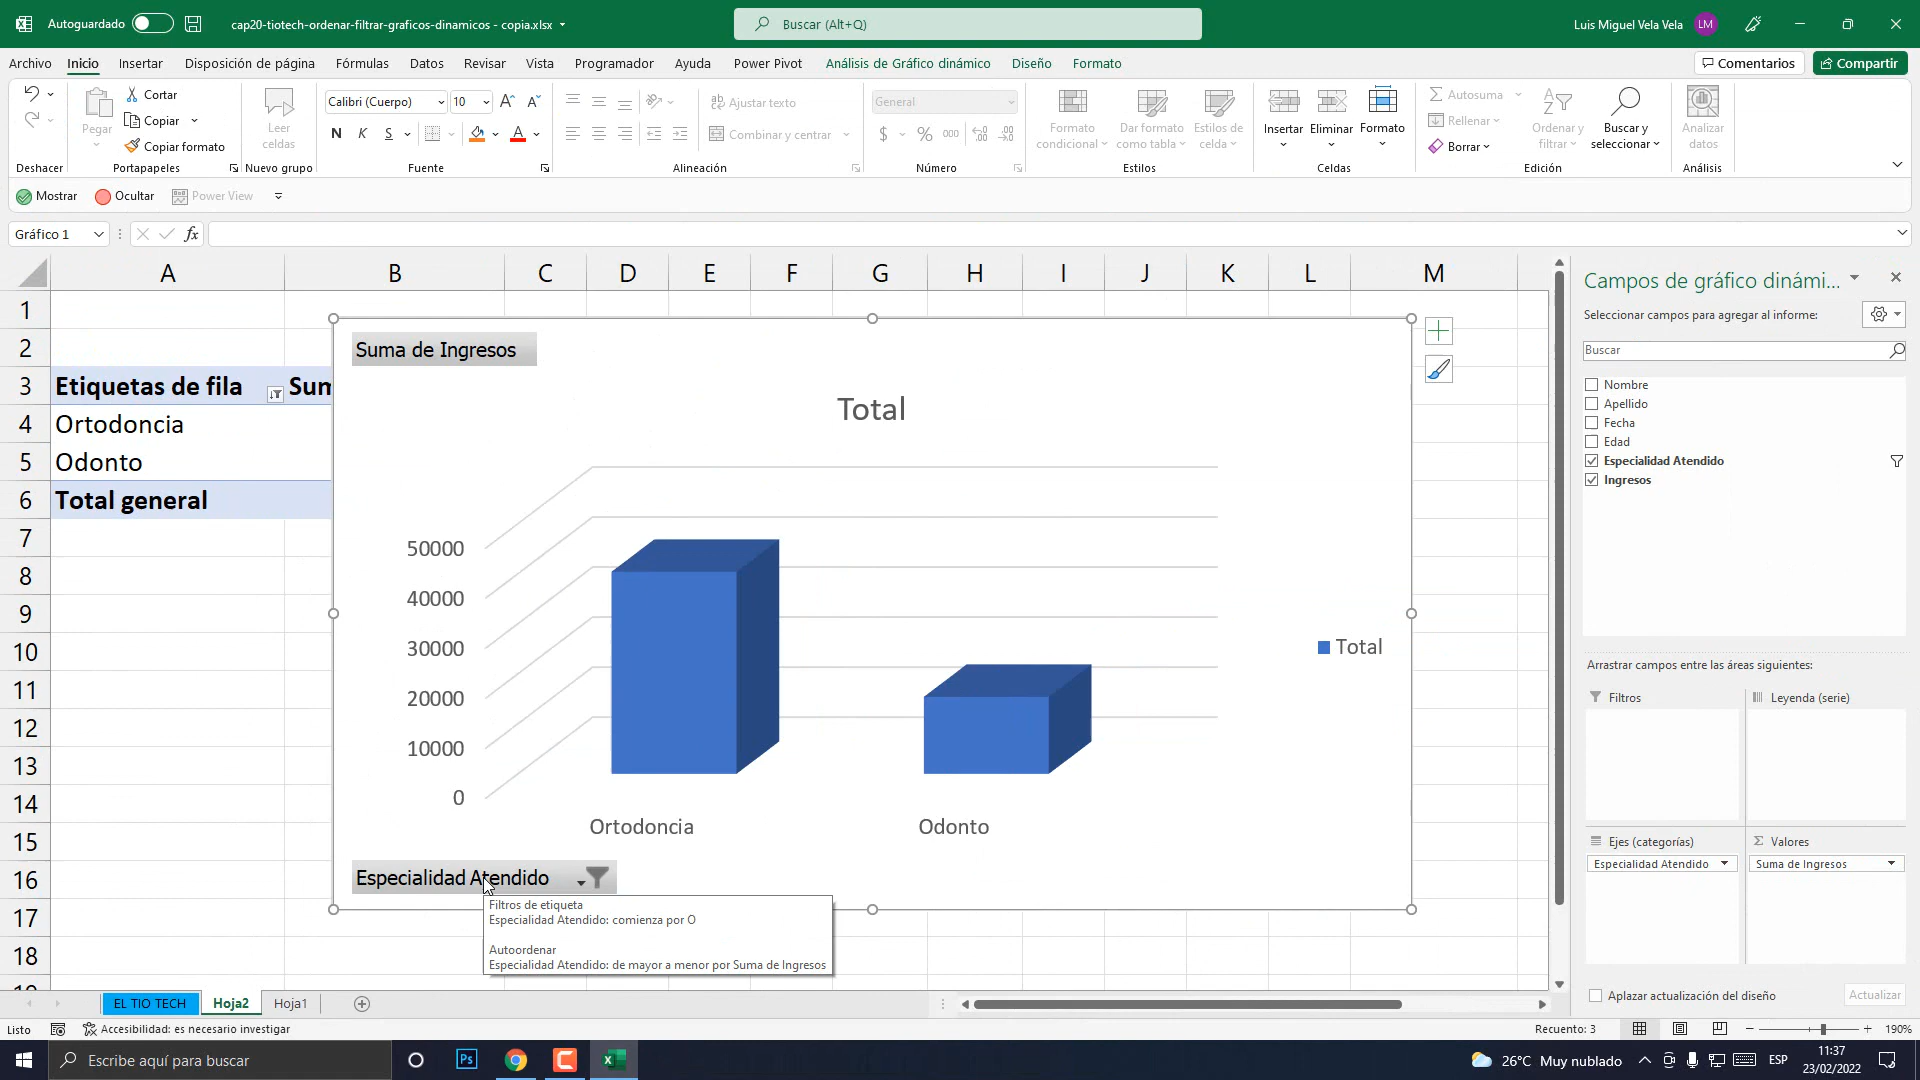 Autoguardado
cap20-tiotech-ordenar-filtrar-graficos-dinamicos - copia.xlsx
Buscar (Alt+Q)
Luis Miguel Vela Vela
LM
Archivo Inicio Insertar Disposición de página Fórmulas Datos Revisar Vista Programador Ayuda Power Pivot Análisis de Gráfico dinámico Diseño Formato
Comentarios
Compartir
Pegar
Cortar
Copiar
Copiar formato
Leer celdas
Calibri (Cuerpo) 10
N K S
Ajustar texto
Combinar y centrar
General
$ % 000
Formato condicional
Dar formato como tabla
Estilos de celda
Insertar
Eliminar
Formato
Autosuma
Rellenar
Borrar
Ordenar y filtrar
Buscar y seleccionar
Analizar datos
Deshacer Portapapeles Nuevo grupo Fuente Alineación Número Estilos Celdas Edición Análisis
Mostrar Ocultar Power View
Gráfico 1
fx
A B C D E F G H I J K L M
1
2
3 Etiquetas de fila Sum
4 Ortodoncia
5 Odonto
6 Total general
7
8
9
10
11
12
13
14
15
16
17
18
Suma de Ingresos
Total
50000
40000
30000
20000
10000
0
Ortodoncia Odonto
Total
Especialidad Atendido
Filtros de etiqueta
Especialidad Atendido: comienza por O
Autoordenar
Especialidad Atendido: de mayor a menor por Suma de Ingresos
Campos de gráfico dinámi...
Seleccionar campos para agregar al informe:
Buscar
Nombre
Apellido
Fecha
Edad
Especialidad Atendido
Ingresos
Arrastrar campos entre las áreas siguientes:
Filtros
Leyenda (serie)
Ejes (categorías)
Σ Valores
Especialidad Atendido
Suma de Ingresos
Aplazar actualización del diseño
Actualizar
EL TIO TECH Hoja2 Hoja1
Listo
Accesibilidad: es necesario investigar
Recuento: 3
190%
Escribe aquí para buscar
Ps
26°C Muy nublado
ESP
11:37
23/02/2022